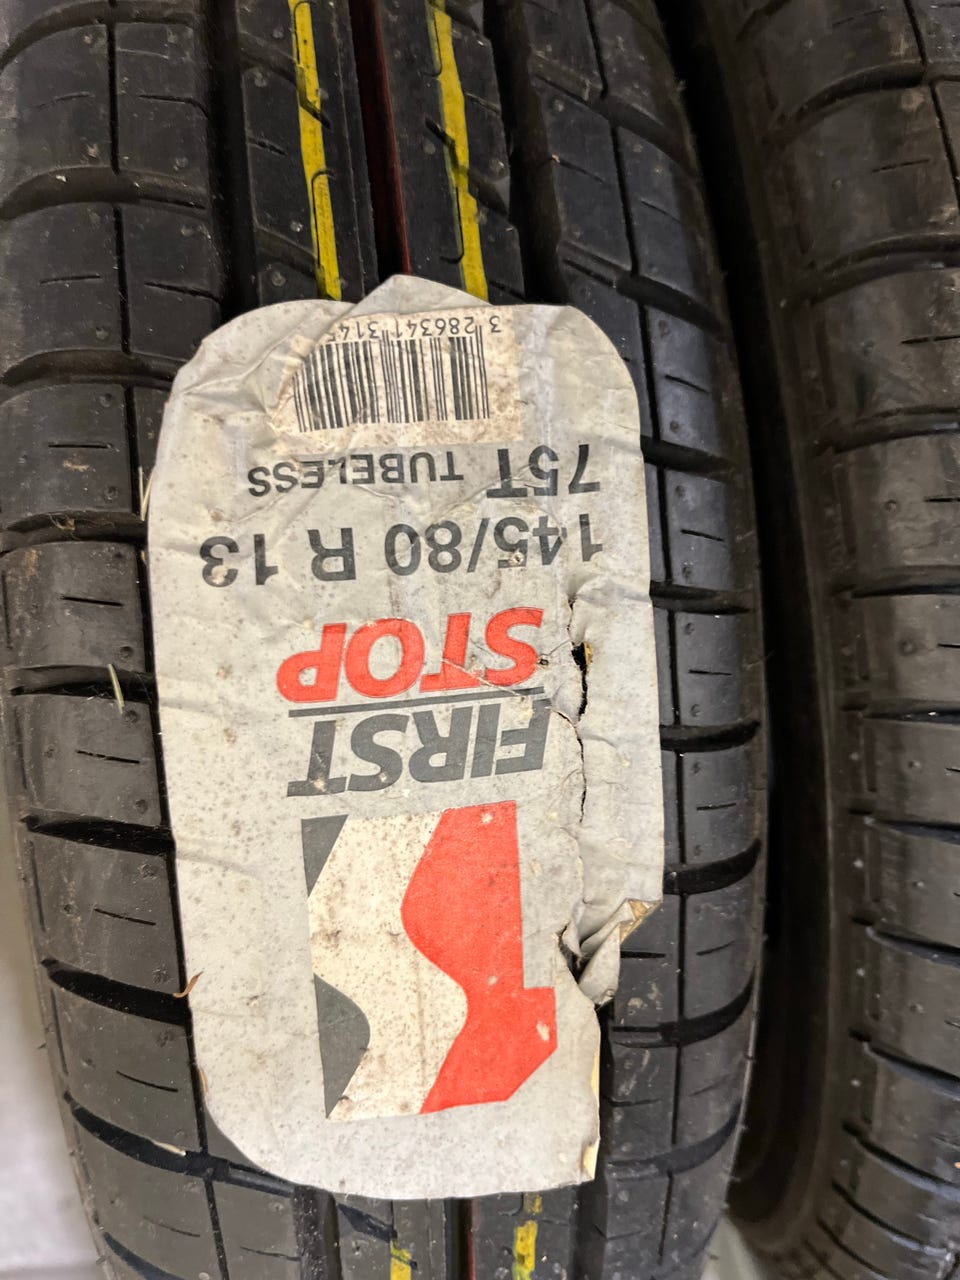 FIRST
STOP
145/80 R 13
75T TUBELESS
3 286341 314